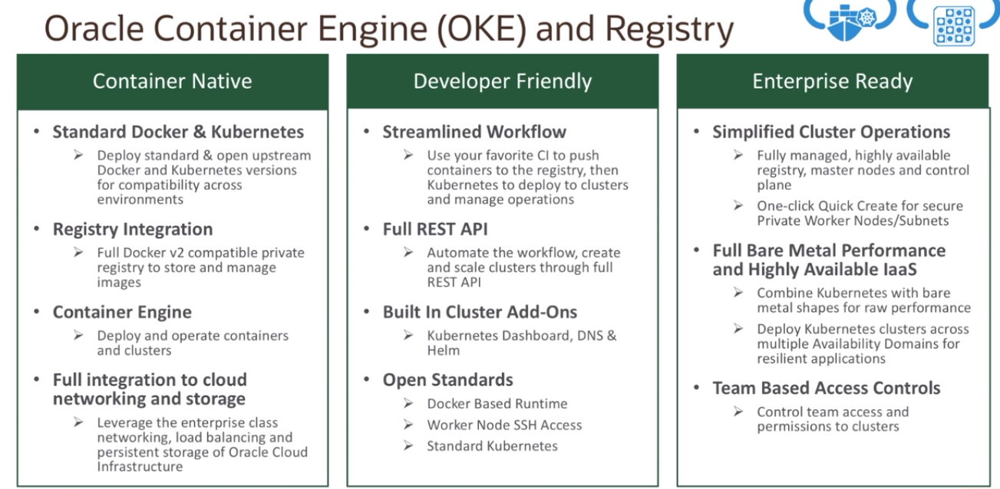 Oracle Container Engine (OKE) and Registry
Container Native
• Standard Docker & Kubernetes
➢ Deploy standard & open upstream
Docker and Kubernetes versions
for compatibility across
environments
• Registry Integration
➢ Full Docker v2 compatible private
registry to store and manage
images
• Container Engine
➢ Deploy and operate containers
and clusters
• Full integration to cloud
networking and storage
➢ Leverage the enterprise class
networking, load balancing and
persistent storage of Oracle Cloud
Infrastructure
Developer Friendly
• Streamlined Workflow
➢ Use your favorite CI to push
containers to the registry, then
Kubernetes to deploy to clusters
and manage operations
• Full REST API
➢ Automate the workflow, create
and scale clusters through full
REST API
• Built In Cluster Add-Ons
➢ Kubernetes Dashboard, DNS &
Helm
• Open Standards
➢ Docker Based Runtime
➢ Worker Node SSH Access
➢ Standard Kubernetes
Enterprise Ready
• Simplified Cluster Operations
➢ Fully managed, highly available
registry, master nodes and control
plane
➢ One-click Quick Create for secure
Private Worker Nodes/Subnets
• Full Bare Metal Performance
and Highly Available IaaS
➢ Combine Kubernetes with bare
metal shapes for raw performance
➢ Deploy Kubernetes clusters across
multiple Availability Domains for
resilient applications
• Team Based Access Controls
➢ Control team access and
permissions to clusters